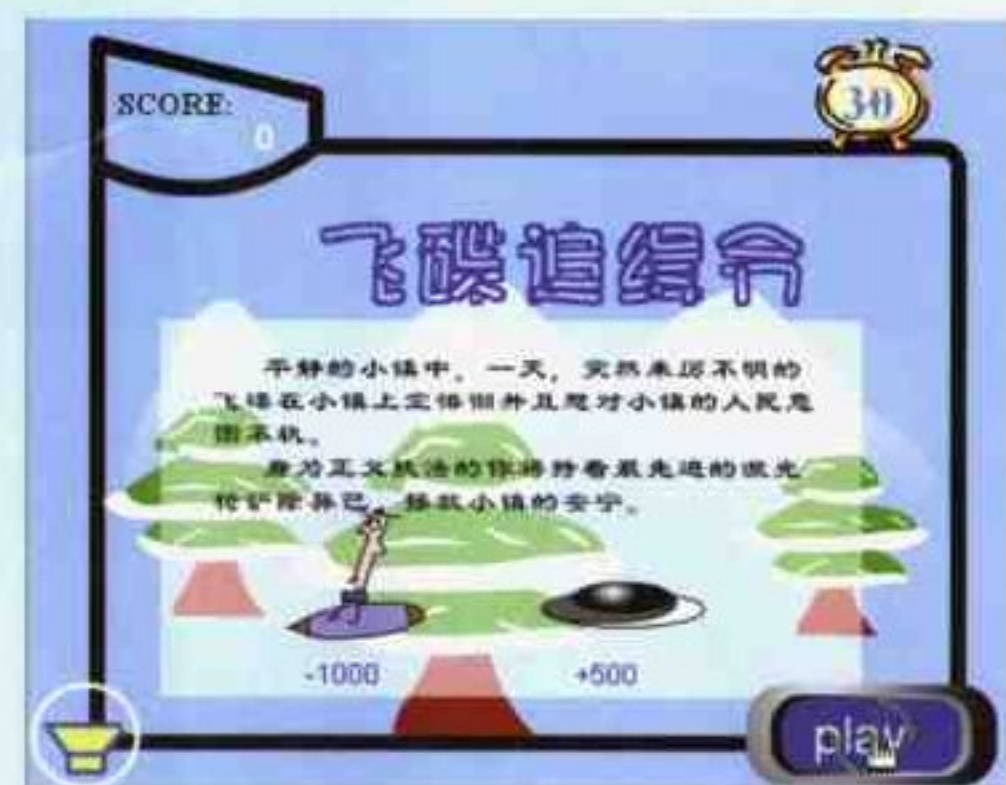 SCORE:
0
30
飞碟追缉令
平静的小镇中，一天，突然来历不明的
飞碟在小镇上空徘徊并且想对小镇的人民意
图不轨。
身为正义执法的你将持着最先进的激光
枪铲除异己，拯救小镇的安宁。
-1000
+500
play